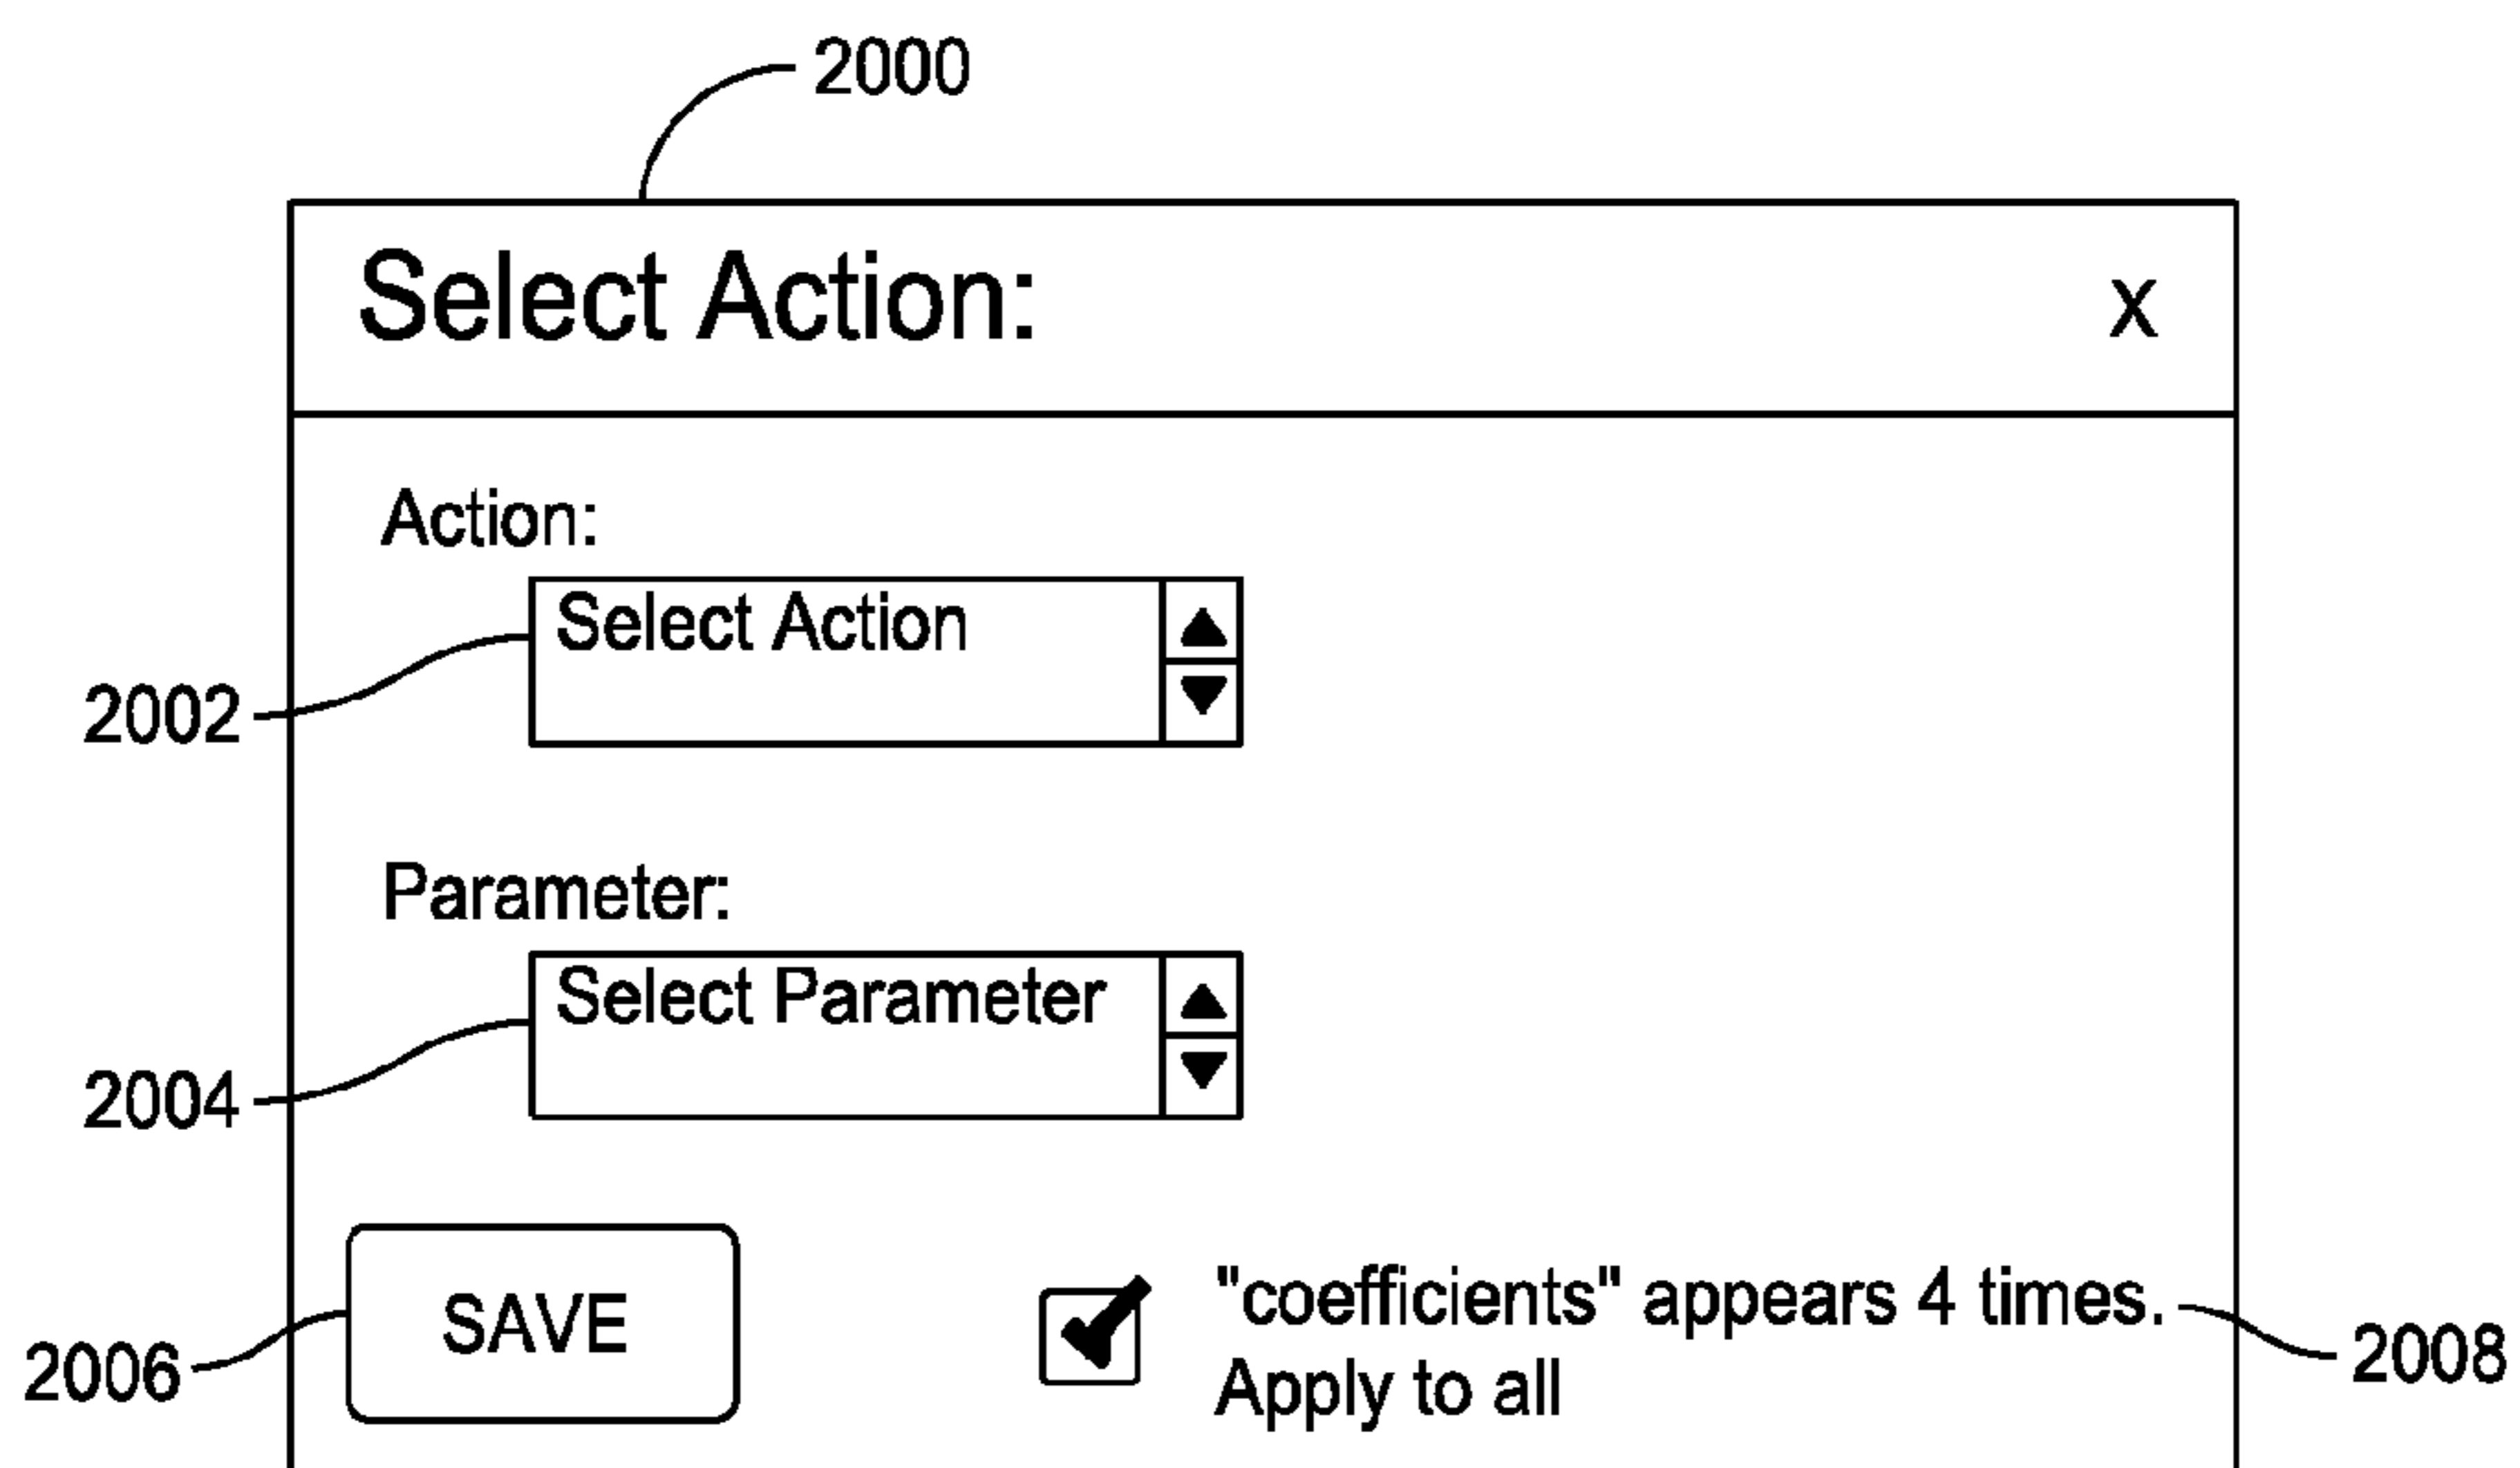 2000
Select Action: X
Action:
Select Action
2002
Parameter:
Select Parameter
2004
SAVE
"coefficients" appears 4 times.
Apply to all
2006
2008